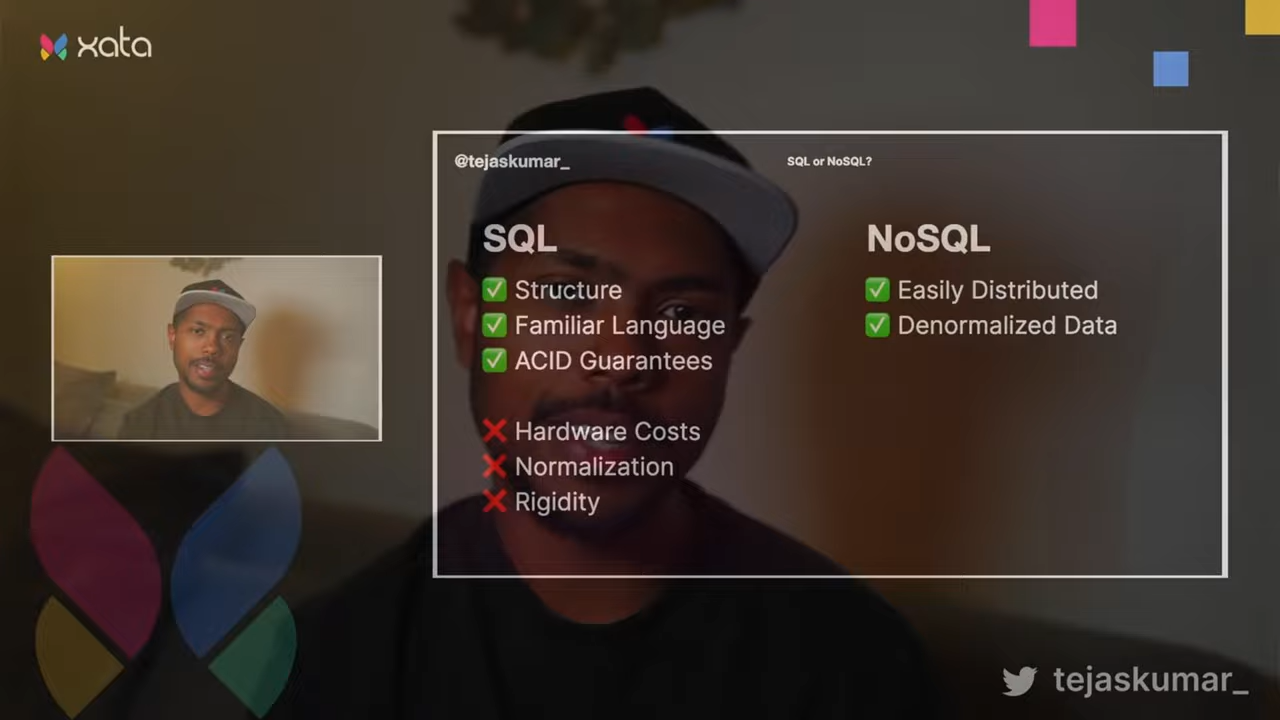 xata
@tejaskumar_
SQL or NoSQL?
SQL
✅ Structure
✅ Familiar Language
✅ ACID Guarantees
❌ Hardware Costs
❌ Normalization
❌ Rigidity
NoSQL
✅ Easily Distributed
✅ Denormalized Data
tejaskumar_